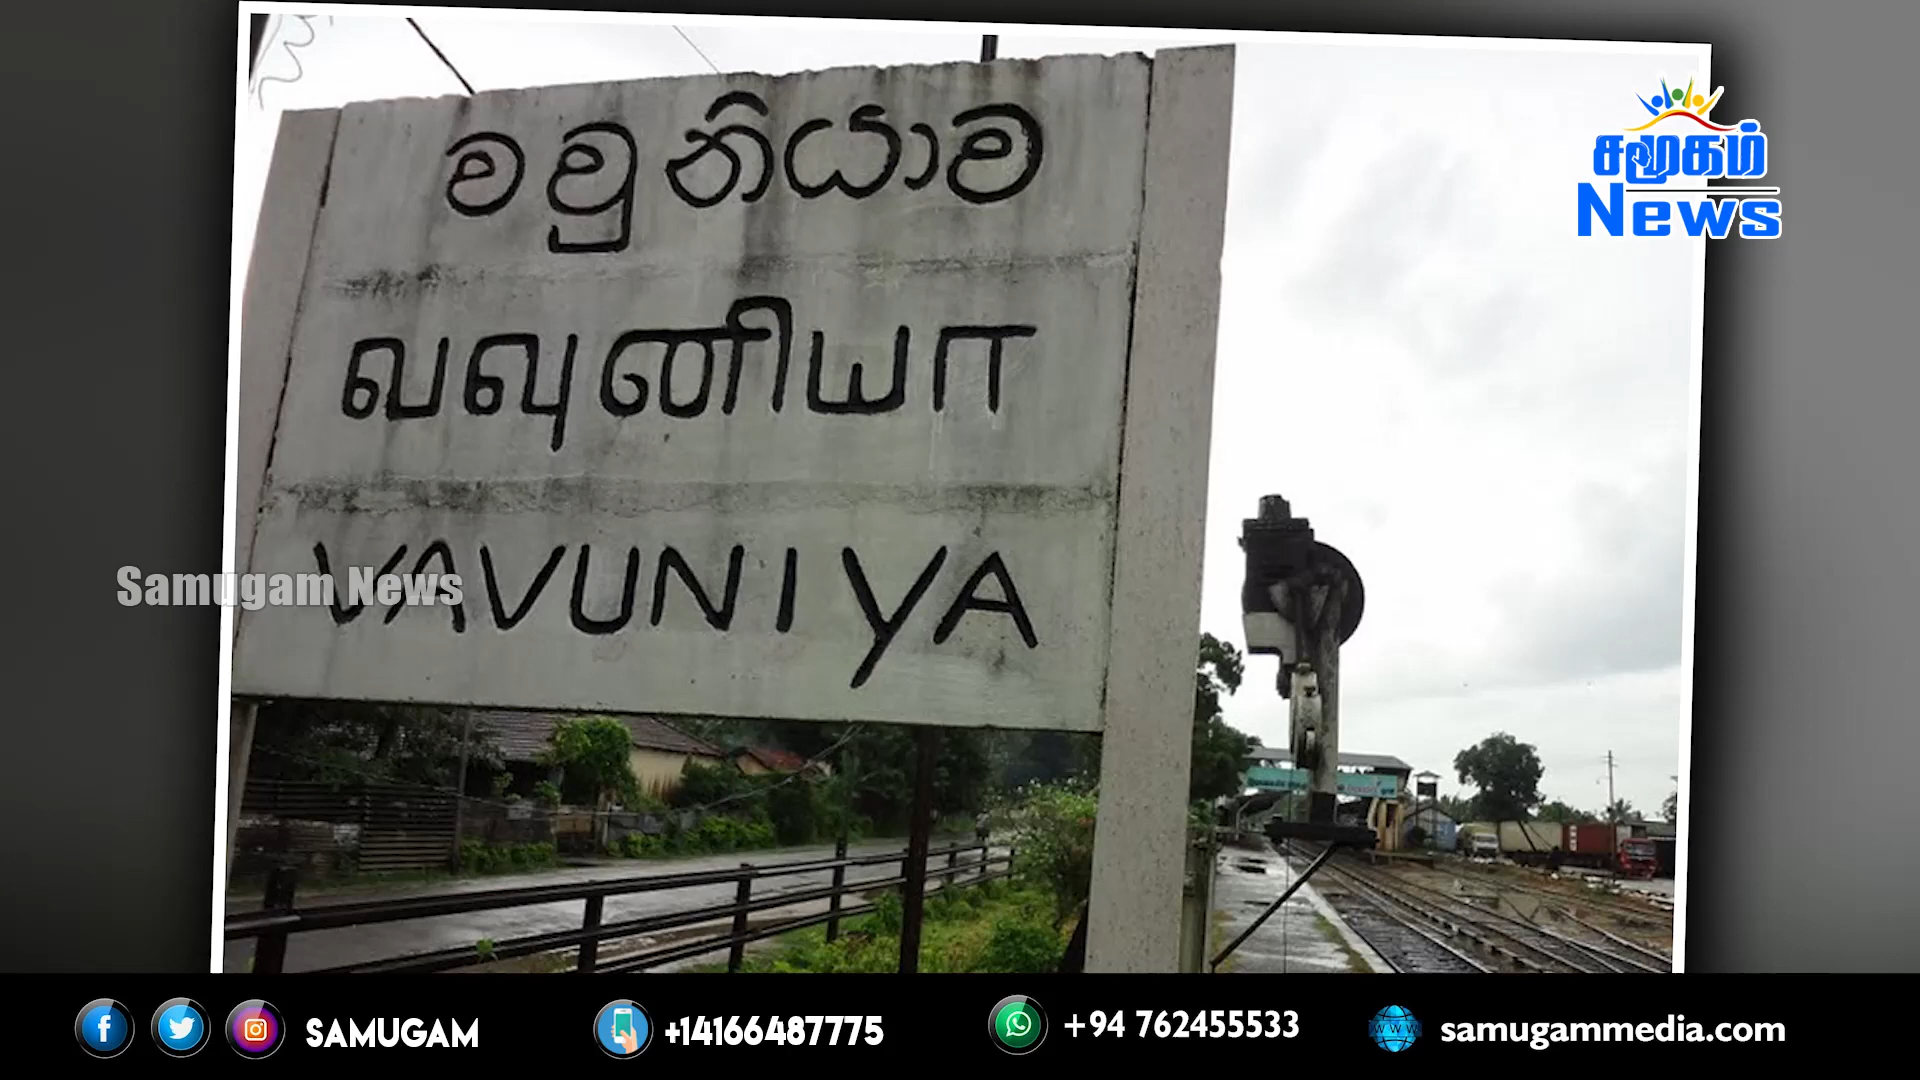 වවුනියාව
வவுனியா
VAVUNIYA
சமூகம்
News
Samugam News
SAMUGAM
+14166487775
+94 762455533
samugammedia.com